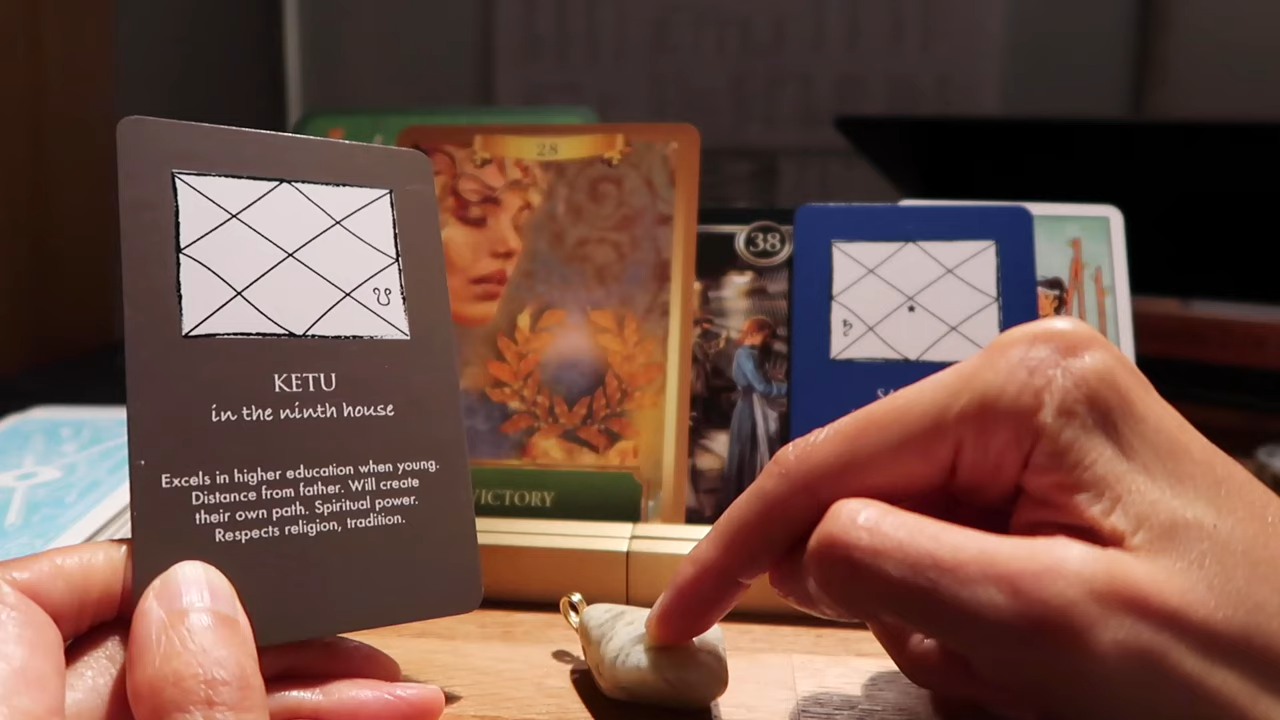 KETU
in the ninth house
Excels in higher education when young.
Distance from father. Will create
their own path. Spiritual power.
Respects religion, tradition.
28
VICTORY
38